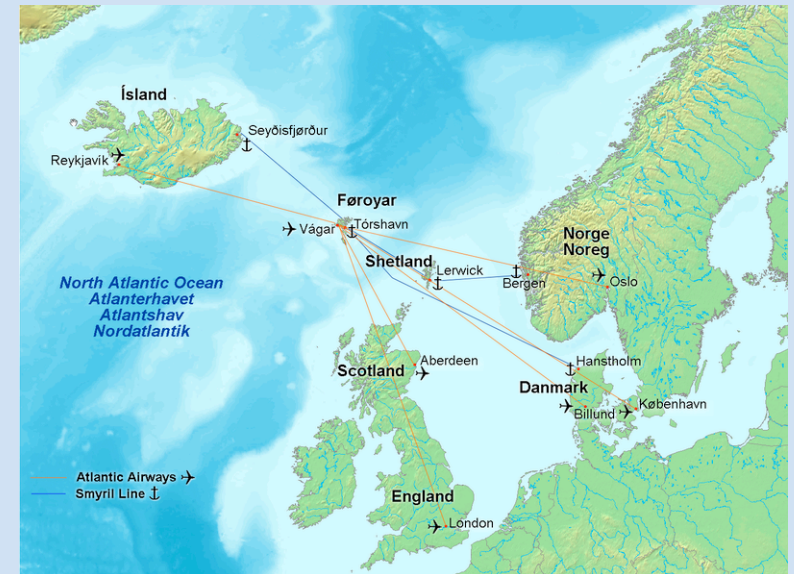 Ísland
Seyðisfjørður
Reykjavík
Føroyar
Vágar
Tórshavn
Norge
Noreg
Shetland
Lerwick
Bergen
Oslo
North Atlantic Ocean
Atlanterhavet
Atlantshav
Nordatlantik
Scotland
Aberdeen
Hanstholm
Danmark
Billund
København
Atlantic Airways
Smyril Line
England
London